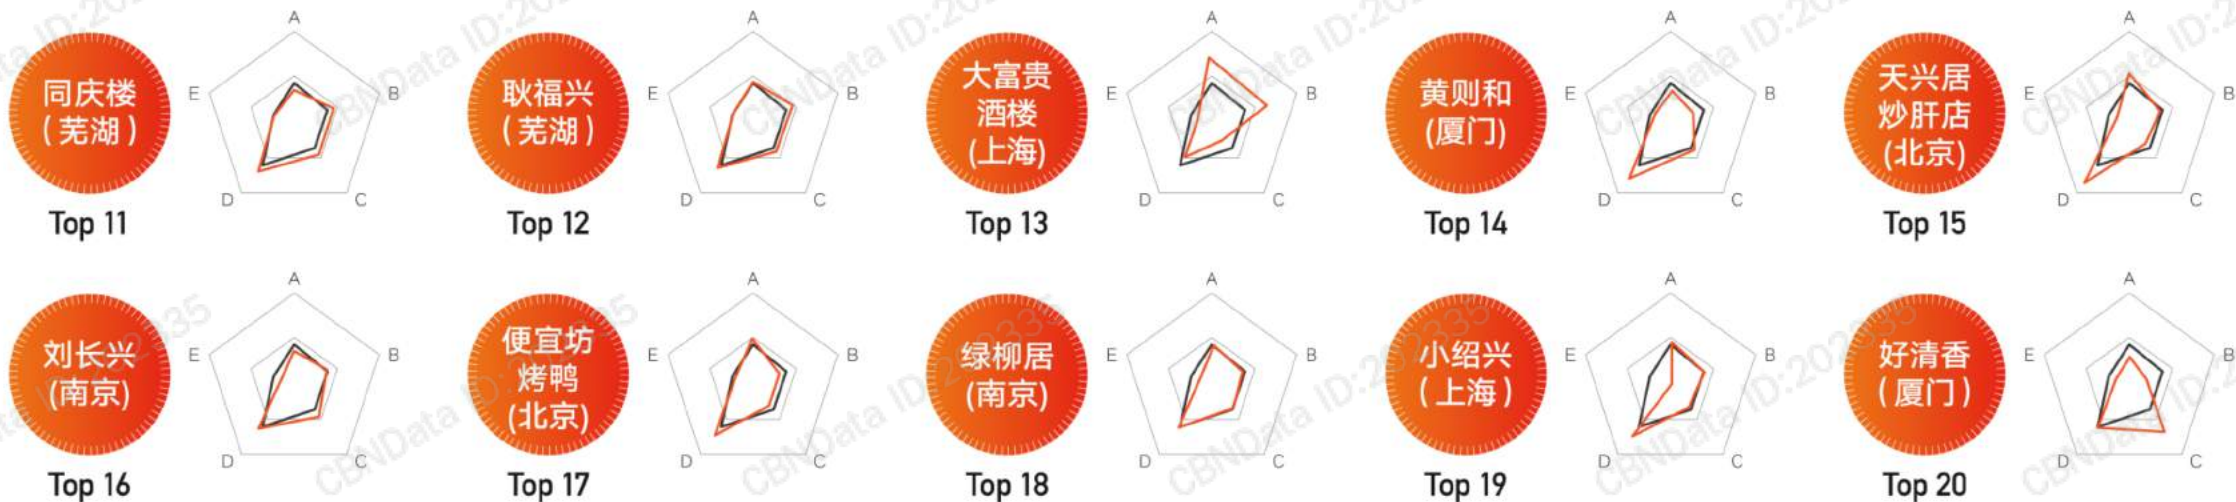 同庆楼
（芜湖）
Top 11
A
B
C
D
E
耿福兴
（芜湖）
Top 12
A
B
C
D
E
大富贵
酒楼
(上海)
Top 13
A
B
C
D
E
黄则和
(厦门)
Top 14
A
B
C
D
E
天兴居
炒肝店
(北京)
Top 15
A
B
C
D
E
刘长兴
(南京)
Top 16
A
B
C
D
E
便宜坊
烤鸭
(北京)
Top 17
A
B
C
D
E
绿柳居
(南京)
Top 18
A
B
C
D
E
小绍兴
（上海）
Top 19
A
B
C
D
E
好清香
（厦门）
Top 20
A
B
C
D
E
CBNData ID:202335